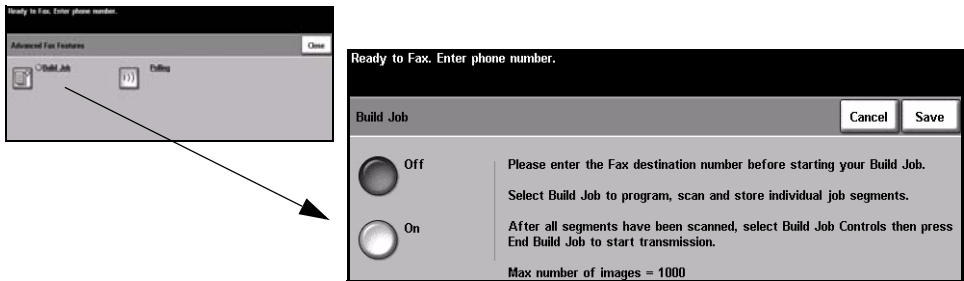 Ready to Fax. Enter phone number.
Advanced Fax Features
Close
Build Job
Polling
Ready to Fax. Enter phone number.
Build Job
Cancel
Save
Off
Please enter the Fax destination number before starting your Build Job.
Select Build Job to program, scan and store individual job segments.
On
After all segments have been scanned, select Build Job Controls then press
End Build Job to start transmission.
Max number of images = 1000